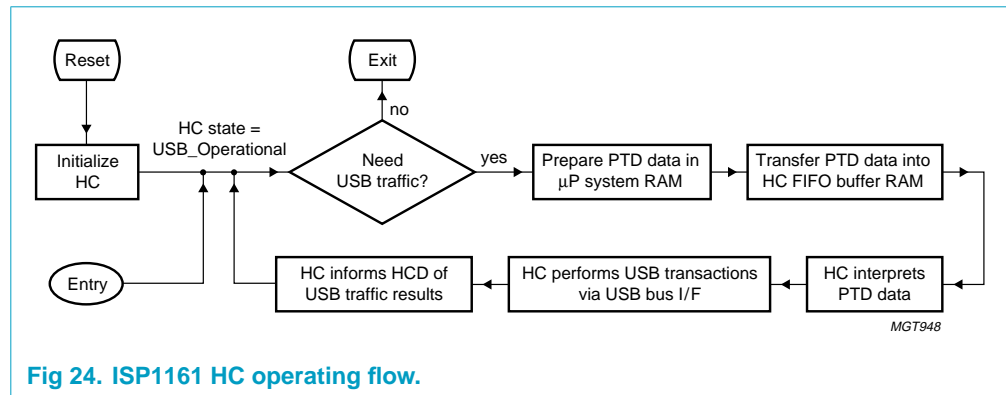 Reset
Exit
no
HC state =
USB_Operational
Initialize
HC
Need
USB traffic?
yes
Prepare PTD data in
µP system RAM
Transfer PTD data into
HC FIFO buffer RAM
Entry
HC informs HCD of
USB traffic results
HC performs USB transactions
via USB bus I/F
HC interprets
PTD data
MGT948
Fig 24. ISP1161 HC operating flow.